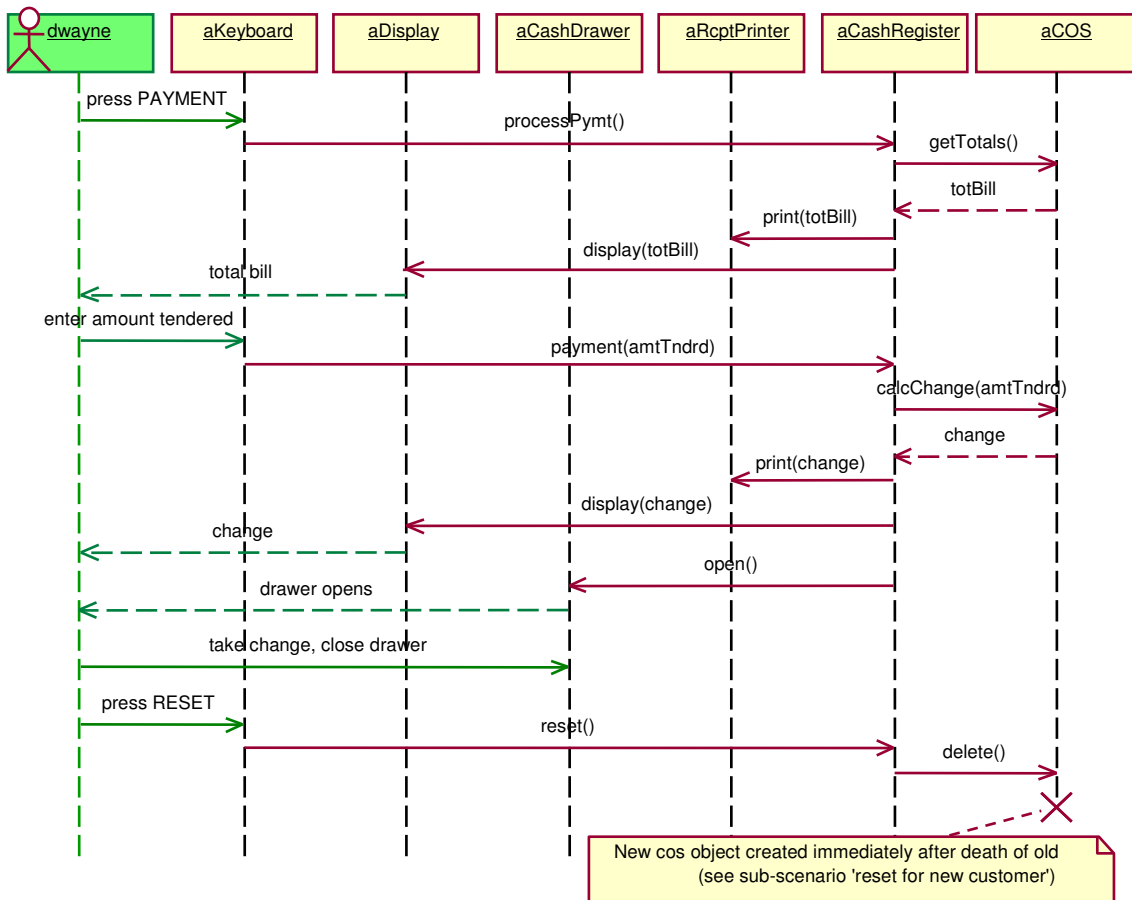 dwayne
aKeyboard
aDisplay
aCashDrawer
aRcptPrinter
aCashRegister
aCOS
press PAYMENT
processPymt()
getTotals()
totBill
print(totBill)
display(totBill)
total bill
enter amount tendered
payment(amtTndrd)
calcChange(amtTndrd)
change
print(change)
display(change)
change
open()
drawer opens
take change, close drawer
press RESET
reset()
delete()
New cos object created immediately after death of old
(see sub-scenario 'reset for new customer')